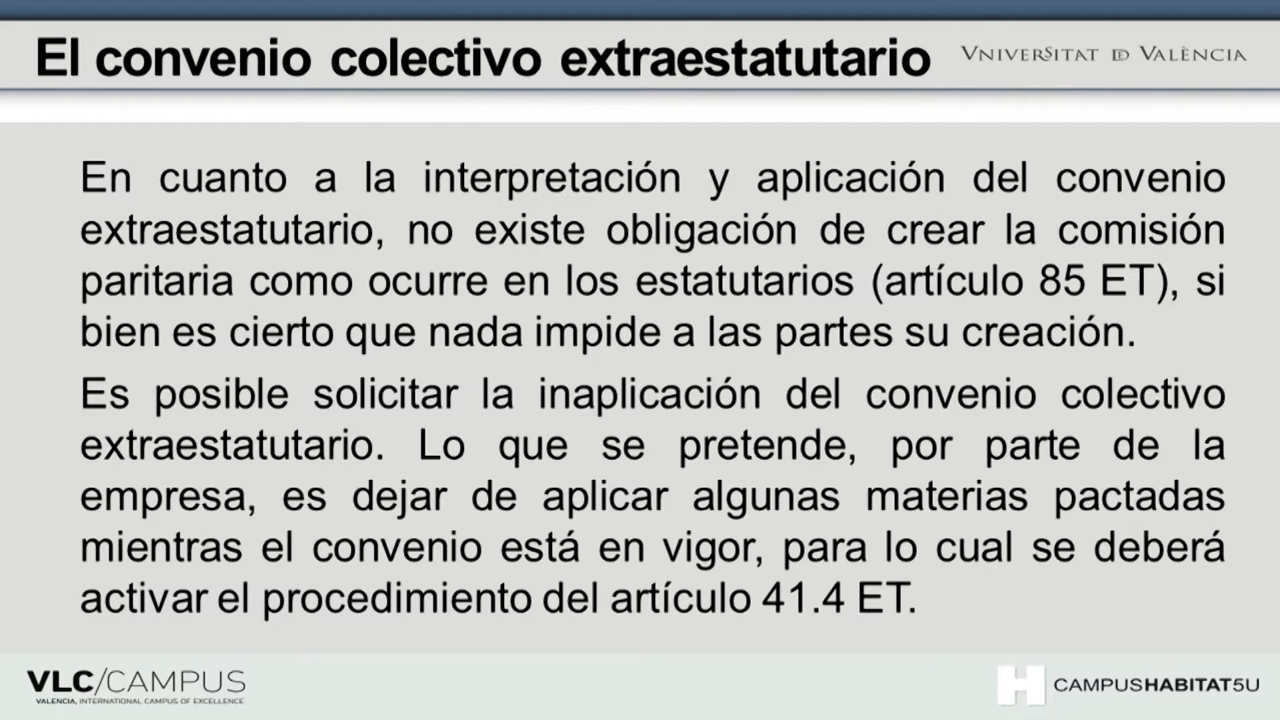 El convenio colectivo extraestatutario
VNIVERSITAT DE VALÈNCIA
En cuanto a la interpretación y aplicación del convenio
extraestatutario, no existe obligación de crear la comisión
paritaria como ocurre en los estatutarios (artículo 85 ET), si
bien es cierto que nada impide a las partes su creación.
Es posible solicitar la inaplicación del convenio colectivo
extraestatutario. Lo que se pretende, por parte de la
empresa, es dejar de aplicar algunas materias pactadas
mientras el convenio está en vigor, para lo cual se deberá
activar el procedimiento del artículo 41.4 ET.
VLC/CAMPUS
VALENCIA, INTERNATIONAL CAMPUS OF EXCELLENCE
H CAMPUSHABITAT5U